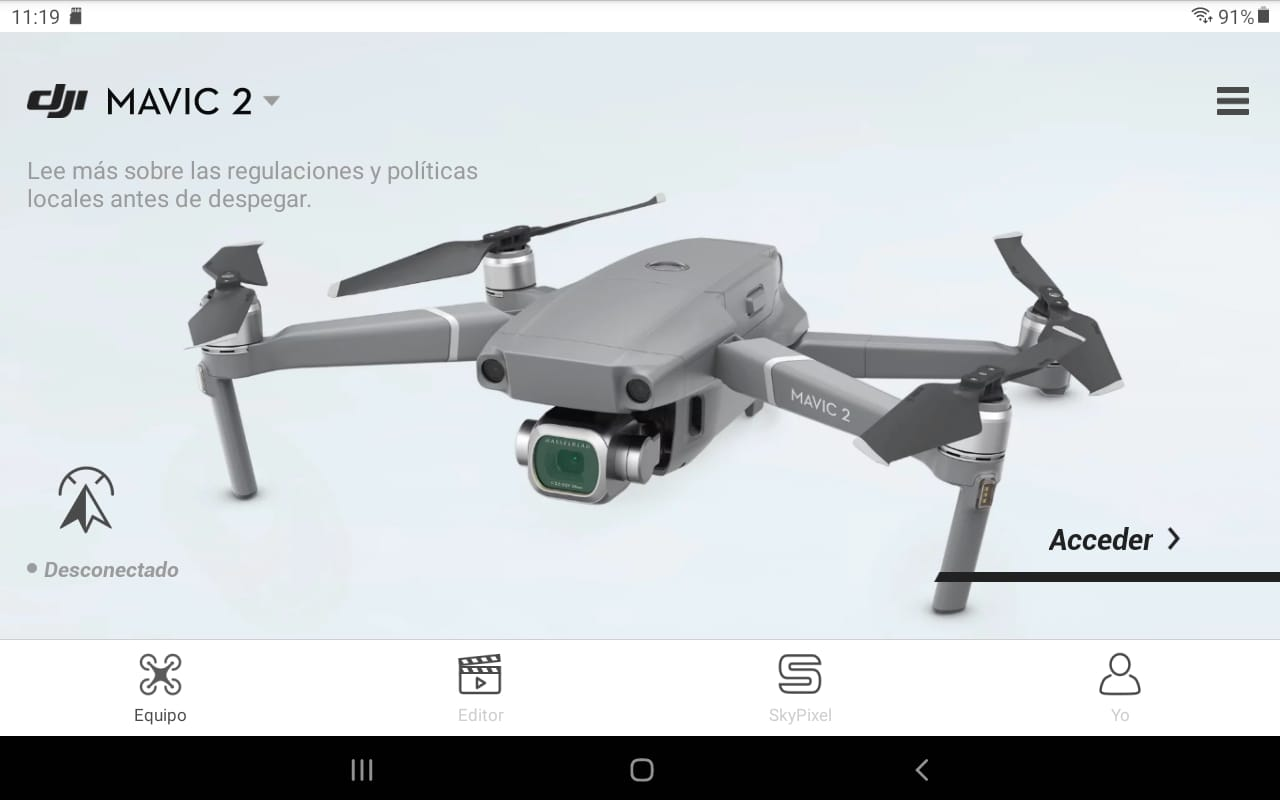 11:19
91%
dji MAVIC 2
Lee más sobre las regulaciones y políticas
locales antes de despegar.
MAVIC 2
HASSELBLAD
Acceder
Desconectado
Equipo
Editor
SkyPixel
Yo